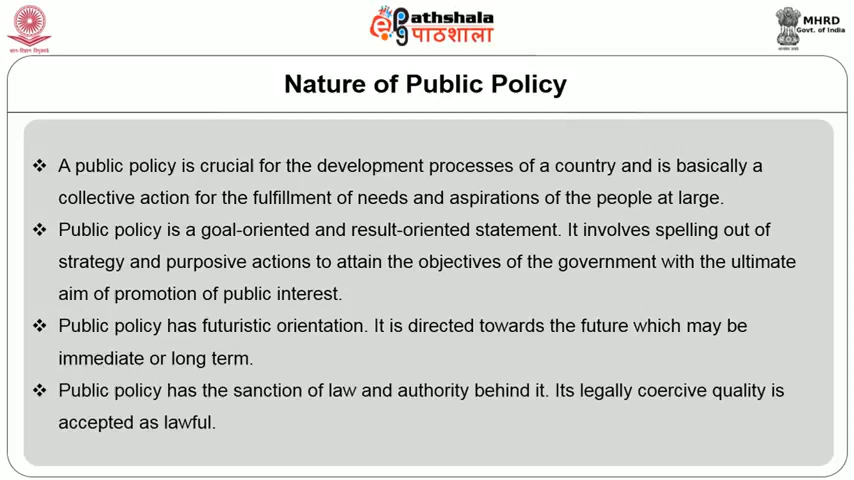 ePathshala
पाठशाला
MHRD
Govt. of India
Nature of Public Policy
❖ A public policy is crucial for the development processes of a country and is basically a
collective action for the fulfillment of needs and aspirations of the people at large.
❖ Public policy is a goal-oriented and result-oriented statement. It involves spelling out of
strategy and purposive actions to attain the objectives of the government with the ultimate
aim of promotion of public interest.
❖ Public policy has futuristic orientation. It is directed towards the future which may be
immediate or long term.
❖ Public policy has the sanction of law and authority behind it. Its legally coercive quality is
accepted as lawful.